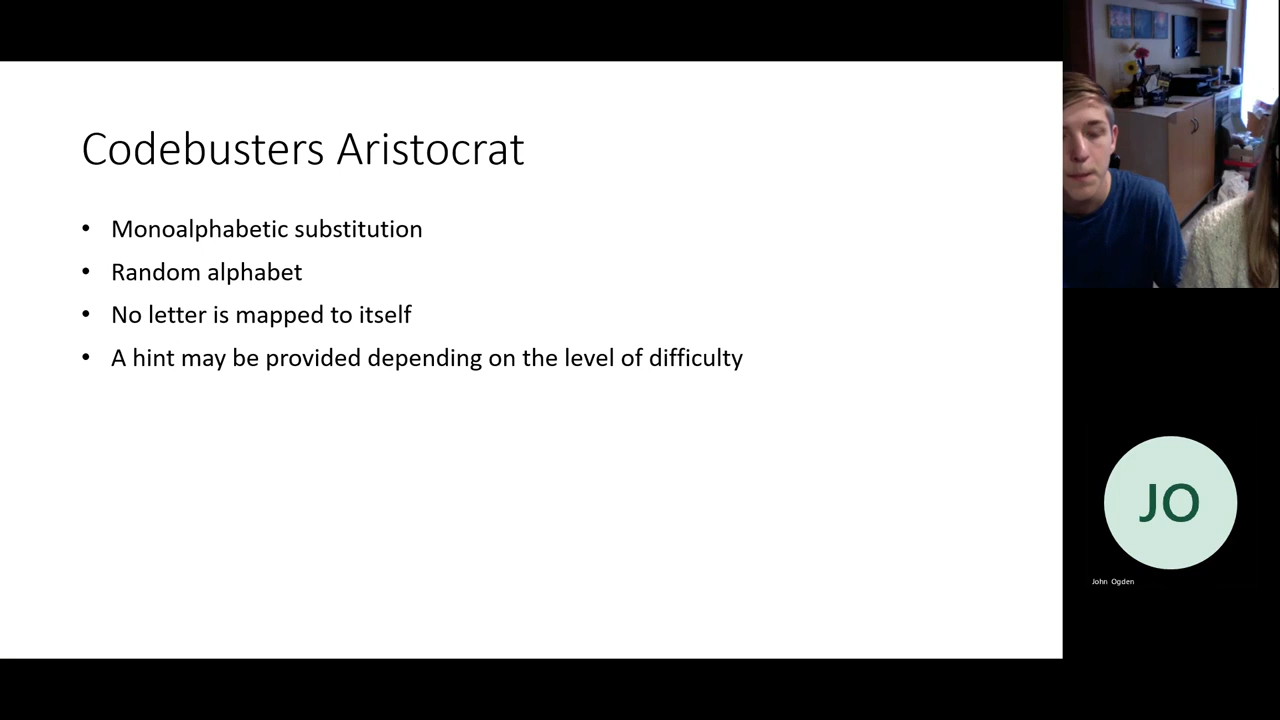 Codebusters Aristocrat
• Monoalphabetic substitution
• Random alphabet
• No letter is mapped to itself
• A hint may be provided depending on the level of difficulty
JO
John Ogden